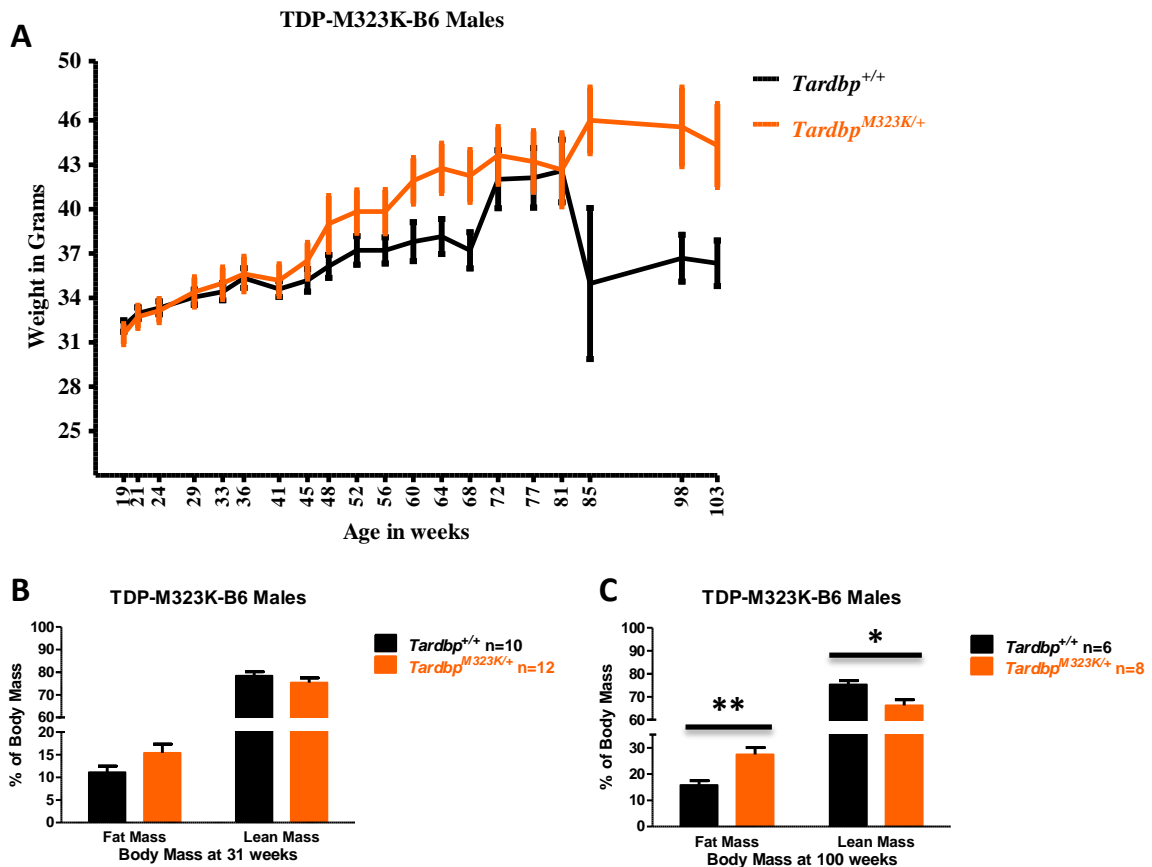 TDP-M323K-B6 Males
A
50
46
43
40
37
34
31
28
25
Weight in Grams
Tardbp+/+
TardbpM323K/+
19 21 24 29 33 36 41 45 48 52 56 60 64 68 72 77 81 85 98 103
Age in weeks
B
TDP-M323K-B6 Males
100
90
80
70
60
20
15
10
5
0
% of Body Mass
Tardbp+/+ n=10
TardbpM323K/+ n=12
Fat Mass Lean Mass
Body Mass at 31 weeks
C
TDP-M323K-B6 Males
100
90
80
70
60
30
20
10
0
% of Body Mass
**
*
Tardbp+/+ n=6
TardbpM323K/+ n=8
Fat Mass Lean Mass
Body Mass at 100 weeks